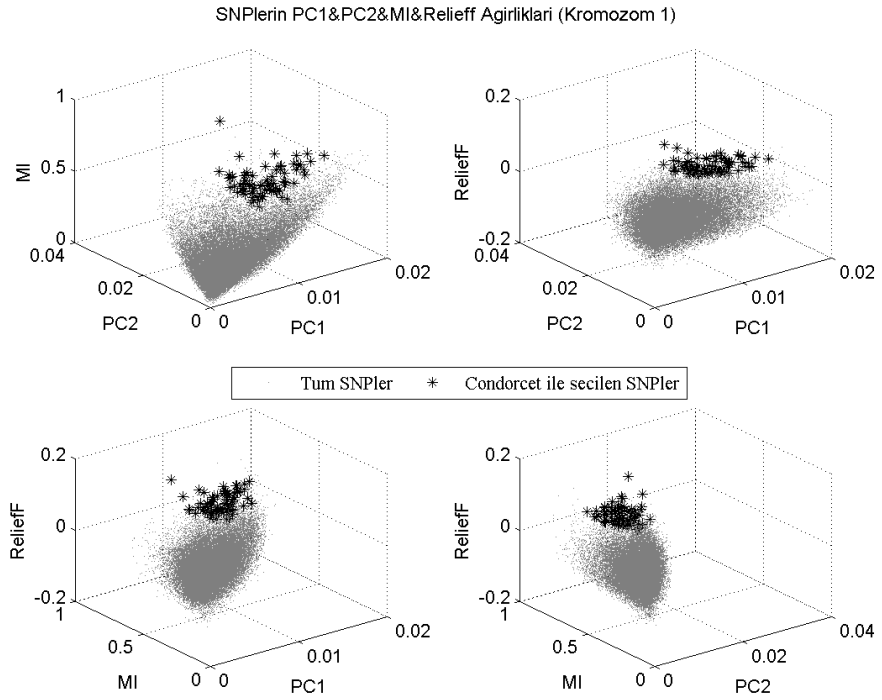 SNPlerin PC1&PC2&MI&Relieff Agirliklari (Kromozom 1)
1
0.5
0
MI
0.04
0.02
0
PC2
0
0.01
0.02
PC1
0.2
0
-0.2
ReliefF
0.04
0.02
0
PC2
0
0.01
0.02
PC1
Tum SNPler
Condorcet ile secilen SNPler
0.2
0
-0.2
ReliefF
1
0.5
0
MI
0
0.01
0.02
PC1
0.2
0
-0.2
ReliefF
1
0.5
0
MI
0
0.02
0.04
PC2